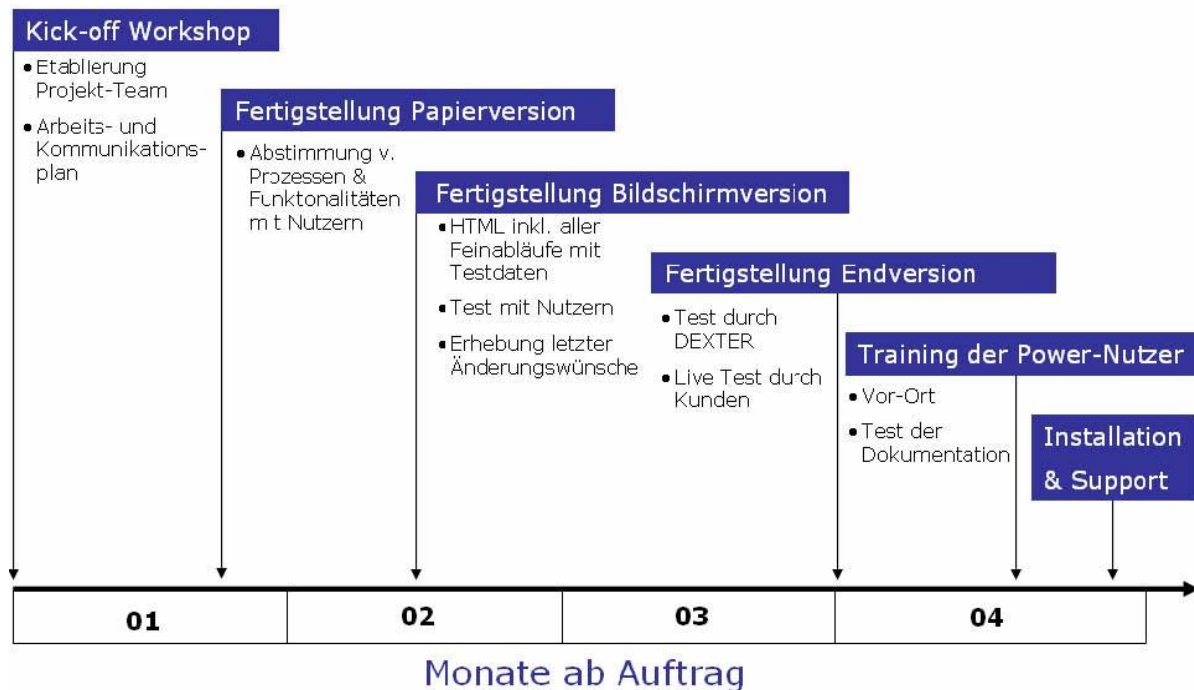 Kick-off Workshop
• Etablierung
Projekt-Team
• Arbeits- und
Kommunikations-
plan
Fertigstellung Papierversion
• Abstimmung v.
Prozessen &
Funktonalitäten
mit Nutzern
Fertigstellung Bildschirmversion
• HTML inkl. aller
Feinabläufe mit
Testdaten
• Test mit Nutzern
• Erhebung letzter
Änderungswünsche
Fertigstellung Endversion
• Test durch
DEXTER
• Live Test durch
Kunden
Training der Power-Nutzer
• Vor-Ort
• Test der
Dokumentation
Installation
& Support
01 02 03 04
Monate ab Auftrag